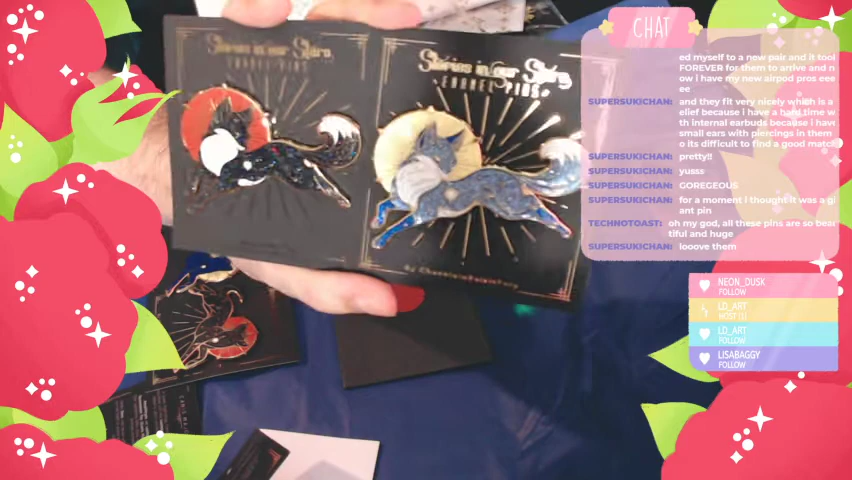 Stories in our Stars
ENAMEL PINS
Stories in our Stars
ENAMEL PINS
CHAT
ed myself to a new pair and it tool
FOREVER for them to arrive and n
ow i have my new airpod pros eee
ee
SUPERSUKICHAN: and they fit very nicely which is a
elief because i have a hard time w
th internal earbuds because i hav
small ears with piercings in them
o its difficult to find a good matc
SUPERSUKICHAN: pretty!!
SUPERSUKICHAN: yusss
SUPERSUKICHAN: GOREGEOUS
SUPERSUKICHAN: for a moment i thought it was a gi
ant pin
TECHNOTOAST: oh my god, all these pins are so beau
tiful and huge
SUPERSUKICHAN: looove them
NEON_DUSK
FOLLOW
LD_ART
HOST (1)
LD_ART
FOLLOW
LISABAGGY
FOLLOW